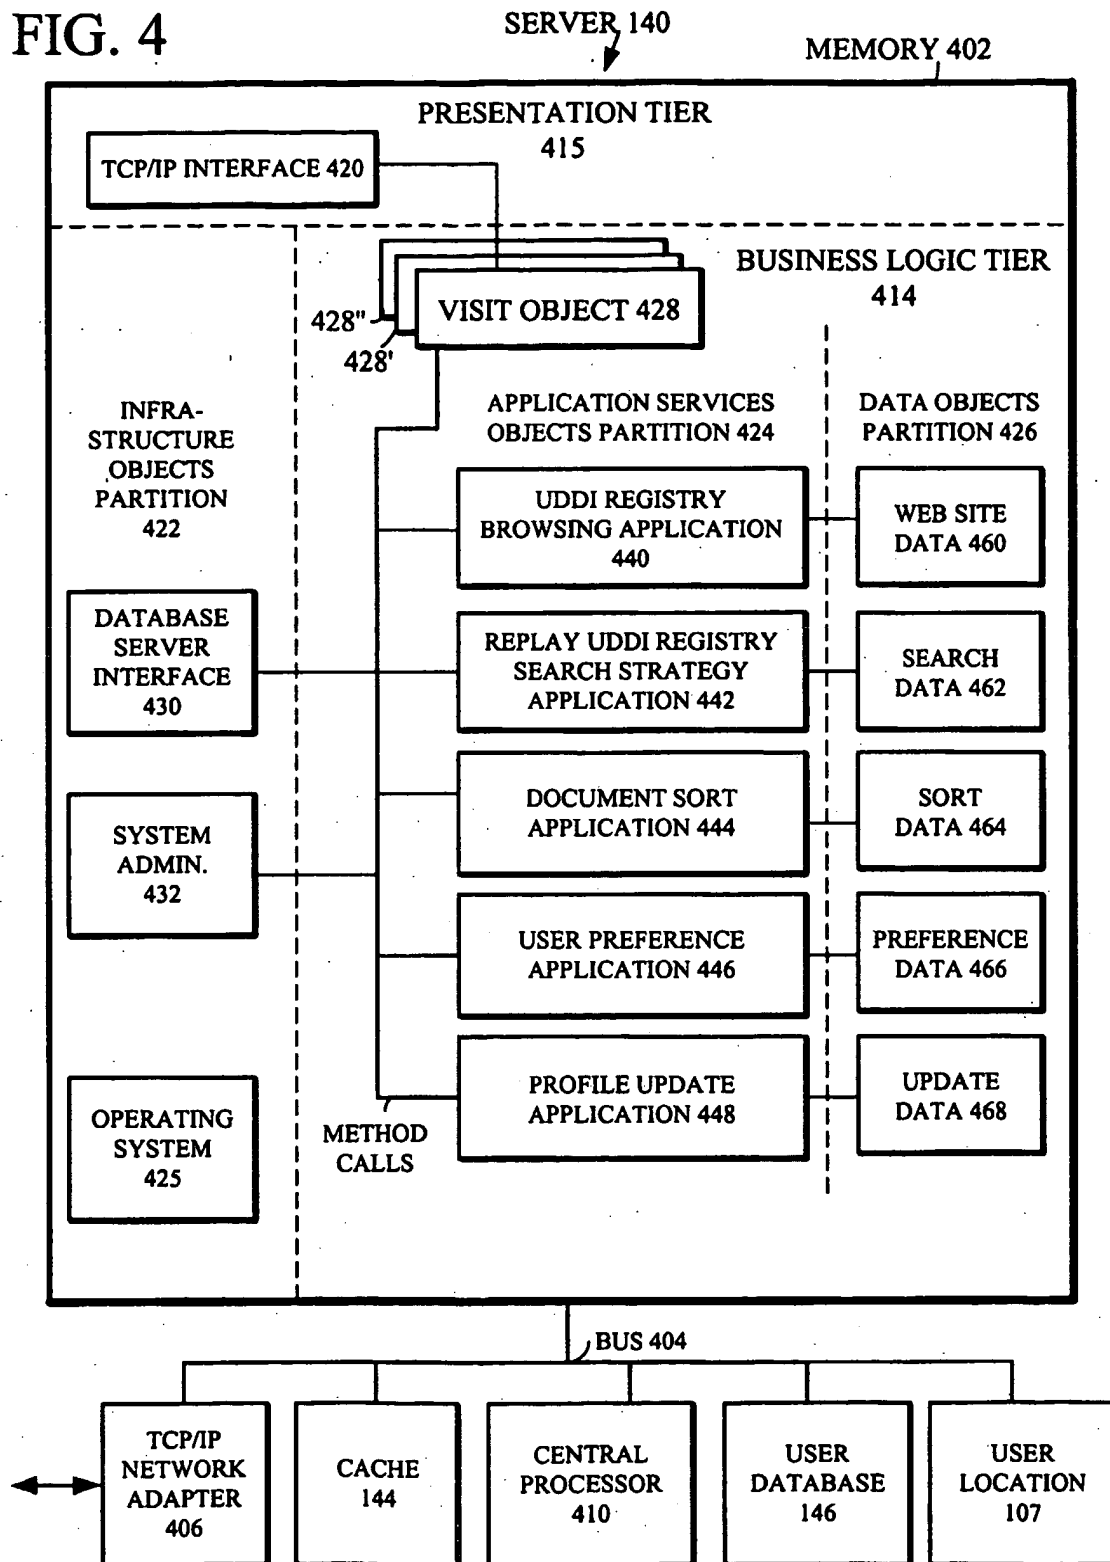 FIG. 4
SERVER 140
MEMORY 402
PRESENTATION TIER
415
TCP/IP INTERFACE 420
BUSINESS LOGIC TIER
414
VISIT OBJECT 428
428"
428'
INFRA-
STRUCTURE
OBJECTS
PARTITION
422
APPLICATION SERVICES
OBJECTS PARTITION 424
DATA OBJECTS
PARTITION 426
UDDI REGISTRY
BROWSING APPLICATION
440
WEB SITE
DATA 460
DATABASE
SERVER
INTERFACE
430
REPLAY UDDI REGISTRY
SEARCH STRATEGY
APPLICATION 442
SEARCH
DATA 462
SYSTEM
ADMIN.
432
DOCUMENT SORT
APPLICATION 444
SORT
DATA 464
USER PREFERENCE
APPLICATION 446
PREFERENCE
DATA 466
OPERATING
SYSTEM
425
PROFILE UPDATE
APPLICATION 448
UPDATE
DATA 468
METHOD
CALLS
BUS 404
TCP/IP
NETWORK
ADAPTER
406
CACHE
144
CENTRAL
PROCESSOR
410
USER
DATABASE
146
USER
LOCATION
107